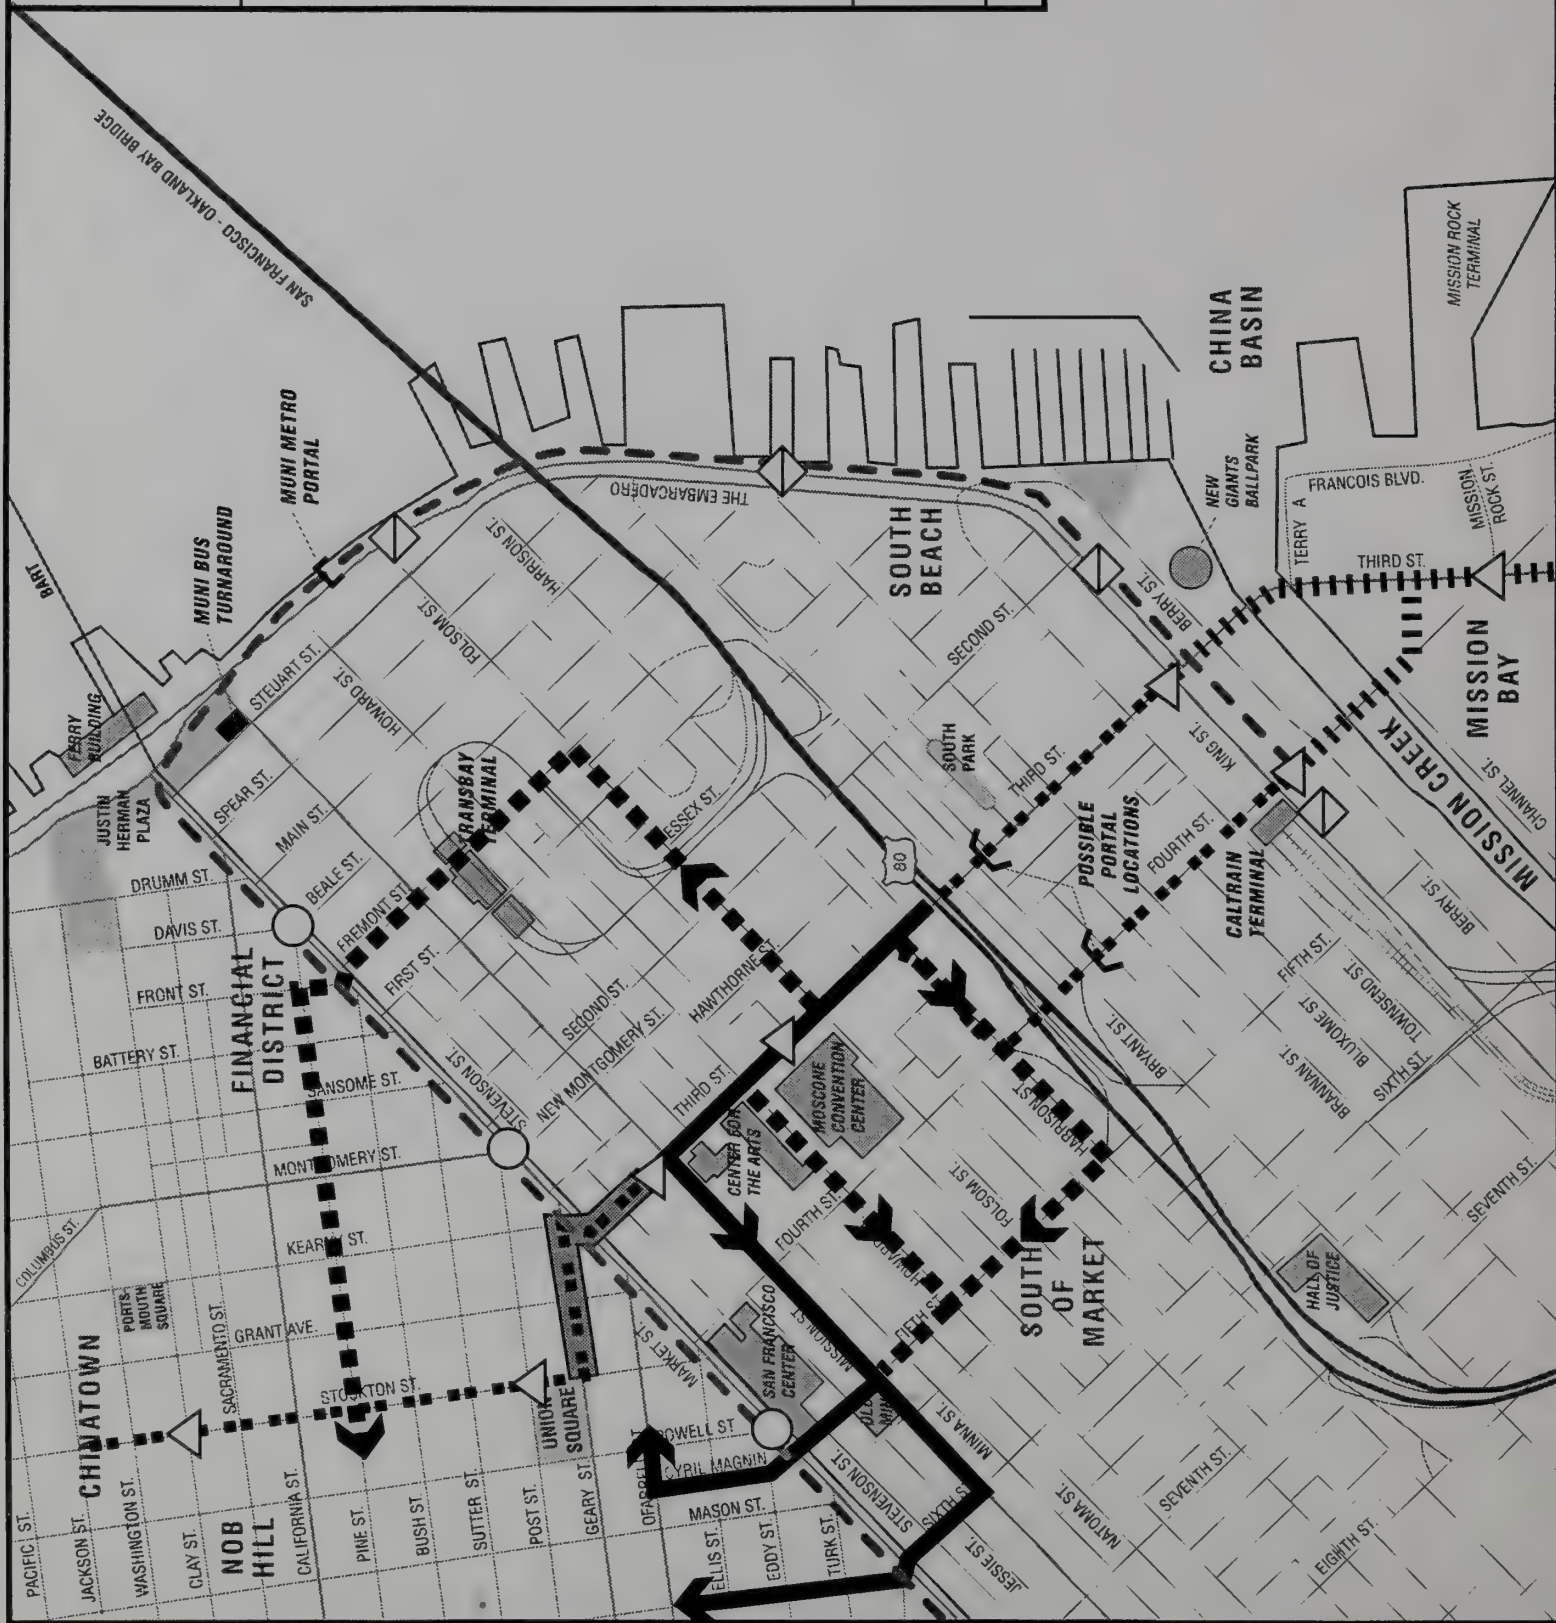 SAN FRANCISCO - OAKLAND BAY BRIDGE
BART
MUNI METRO
PORTAL
MUNI BUS
TURNAROUND
FERRY
BUILDING
JUSTIN
HERMAN
PLAZA
STEUART ST.
SPEAR ST.
MAIN ST.
BEALE ST.
FREMONT ST.
FIRST ST.
HOWARD ST.
FOLSOM ST.
HARRISON ST.
THE EMBARCADERO
TRANSBAY
TERMINAL
ESSEX ST.
DRUMM ST.
DAVIS ST.
FRONT ST.
BATTERY ST.
SANSOME ST.
MONTGOMERY ST.
COLUMBUS ST.
KEARNY ST.
GRANT AVE.
STOCKTON ST.
SACRAMENTO ST.
PORTS-
MOUTH
SQUARE
FINANCIAL
DISTRICT
CHINATOWN
NOB
HILL
PACIFIC ST.
JACKSON ST.
WASHINGTON ST.
CLAY ST.
CALIFORNIA ST.
PINE ST.
BUSH ST.
SUTTER ST.
POST ST.
GEARY ST.
UNION
SQUARE
POWELL ST
CYRIL MAGNIN
MASON ST.
ELLIS ST.
EDDY ST.
TURK ST.
MARKET ST.
STEVENSON ST.
NEW MONTGOMERY ST.
SECOND ST.
HAWTHORNE
THIRD ST.
CENTER FOR
THE ARTS
MOSCONE
CONVENTION
CENTER
FOURTH ST.
HOWARD
FIFTH ST.
FOLSOM ST.
HARRISON ST.
HARRISON ST.
SAN FRANCISCO
CENTER
MISSION ST.
MISSION
OLD
MINT
MINNA ST.
STEVENSON ST.
SIXTH ST
JESSIE ST.
NATOMA ST.
SEVENTH ST.
EIGHTH ST.
SOUTH
OF
MARKET
HALL OF
JUSTICE
SEVENTH ST.
SOUTH
BEACH
SECOND ST.
SOUTH
PARK
THIRD ST.
80
POSSIBLE
PORTAL
LOCATIONS
FOURTH ST.
CALTRAIN
TERMINAL
KING ST.
BERRY ST.
BRYANT ST.
BRANNAN ST.
BLUXOME ST.
TOWNSEND ST.
FIFTH ST.
SIXTH ST.
BERRY ST.
MISSION CREEK
CHANNEL ST.
MISSION
BAY
THIRD ST.
NEW
GIANTS
BALLPARK
CHINA
BASIN
TERRY A
FRANCOIS BLVD.
MISSION
ROCK ST.
MISSION ROCK
TERMINAL